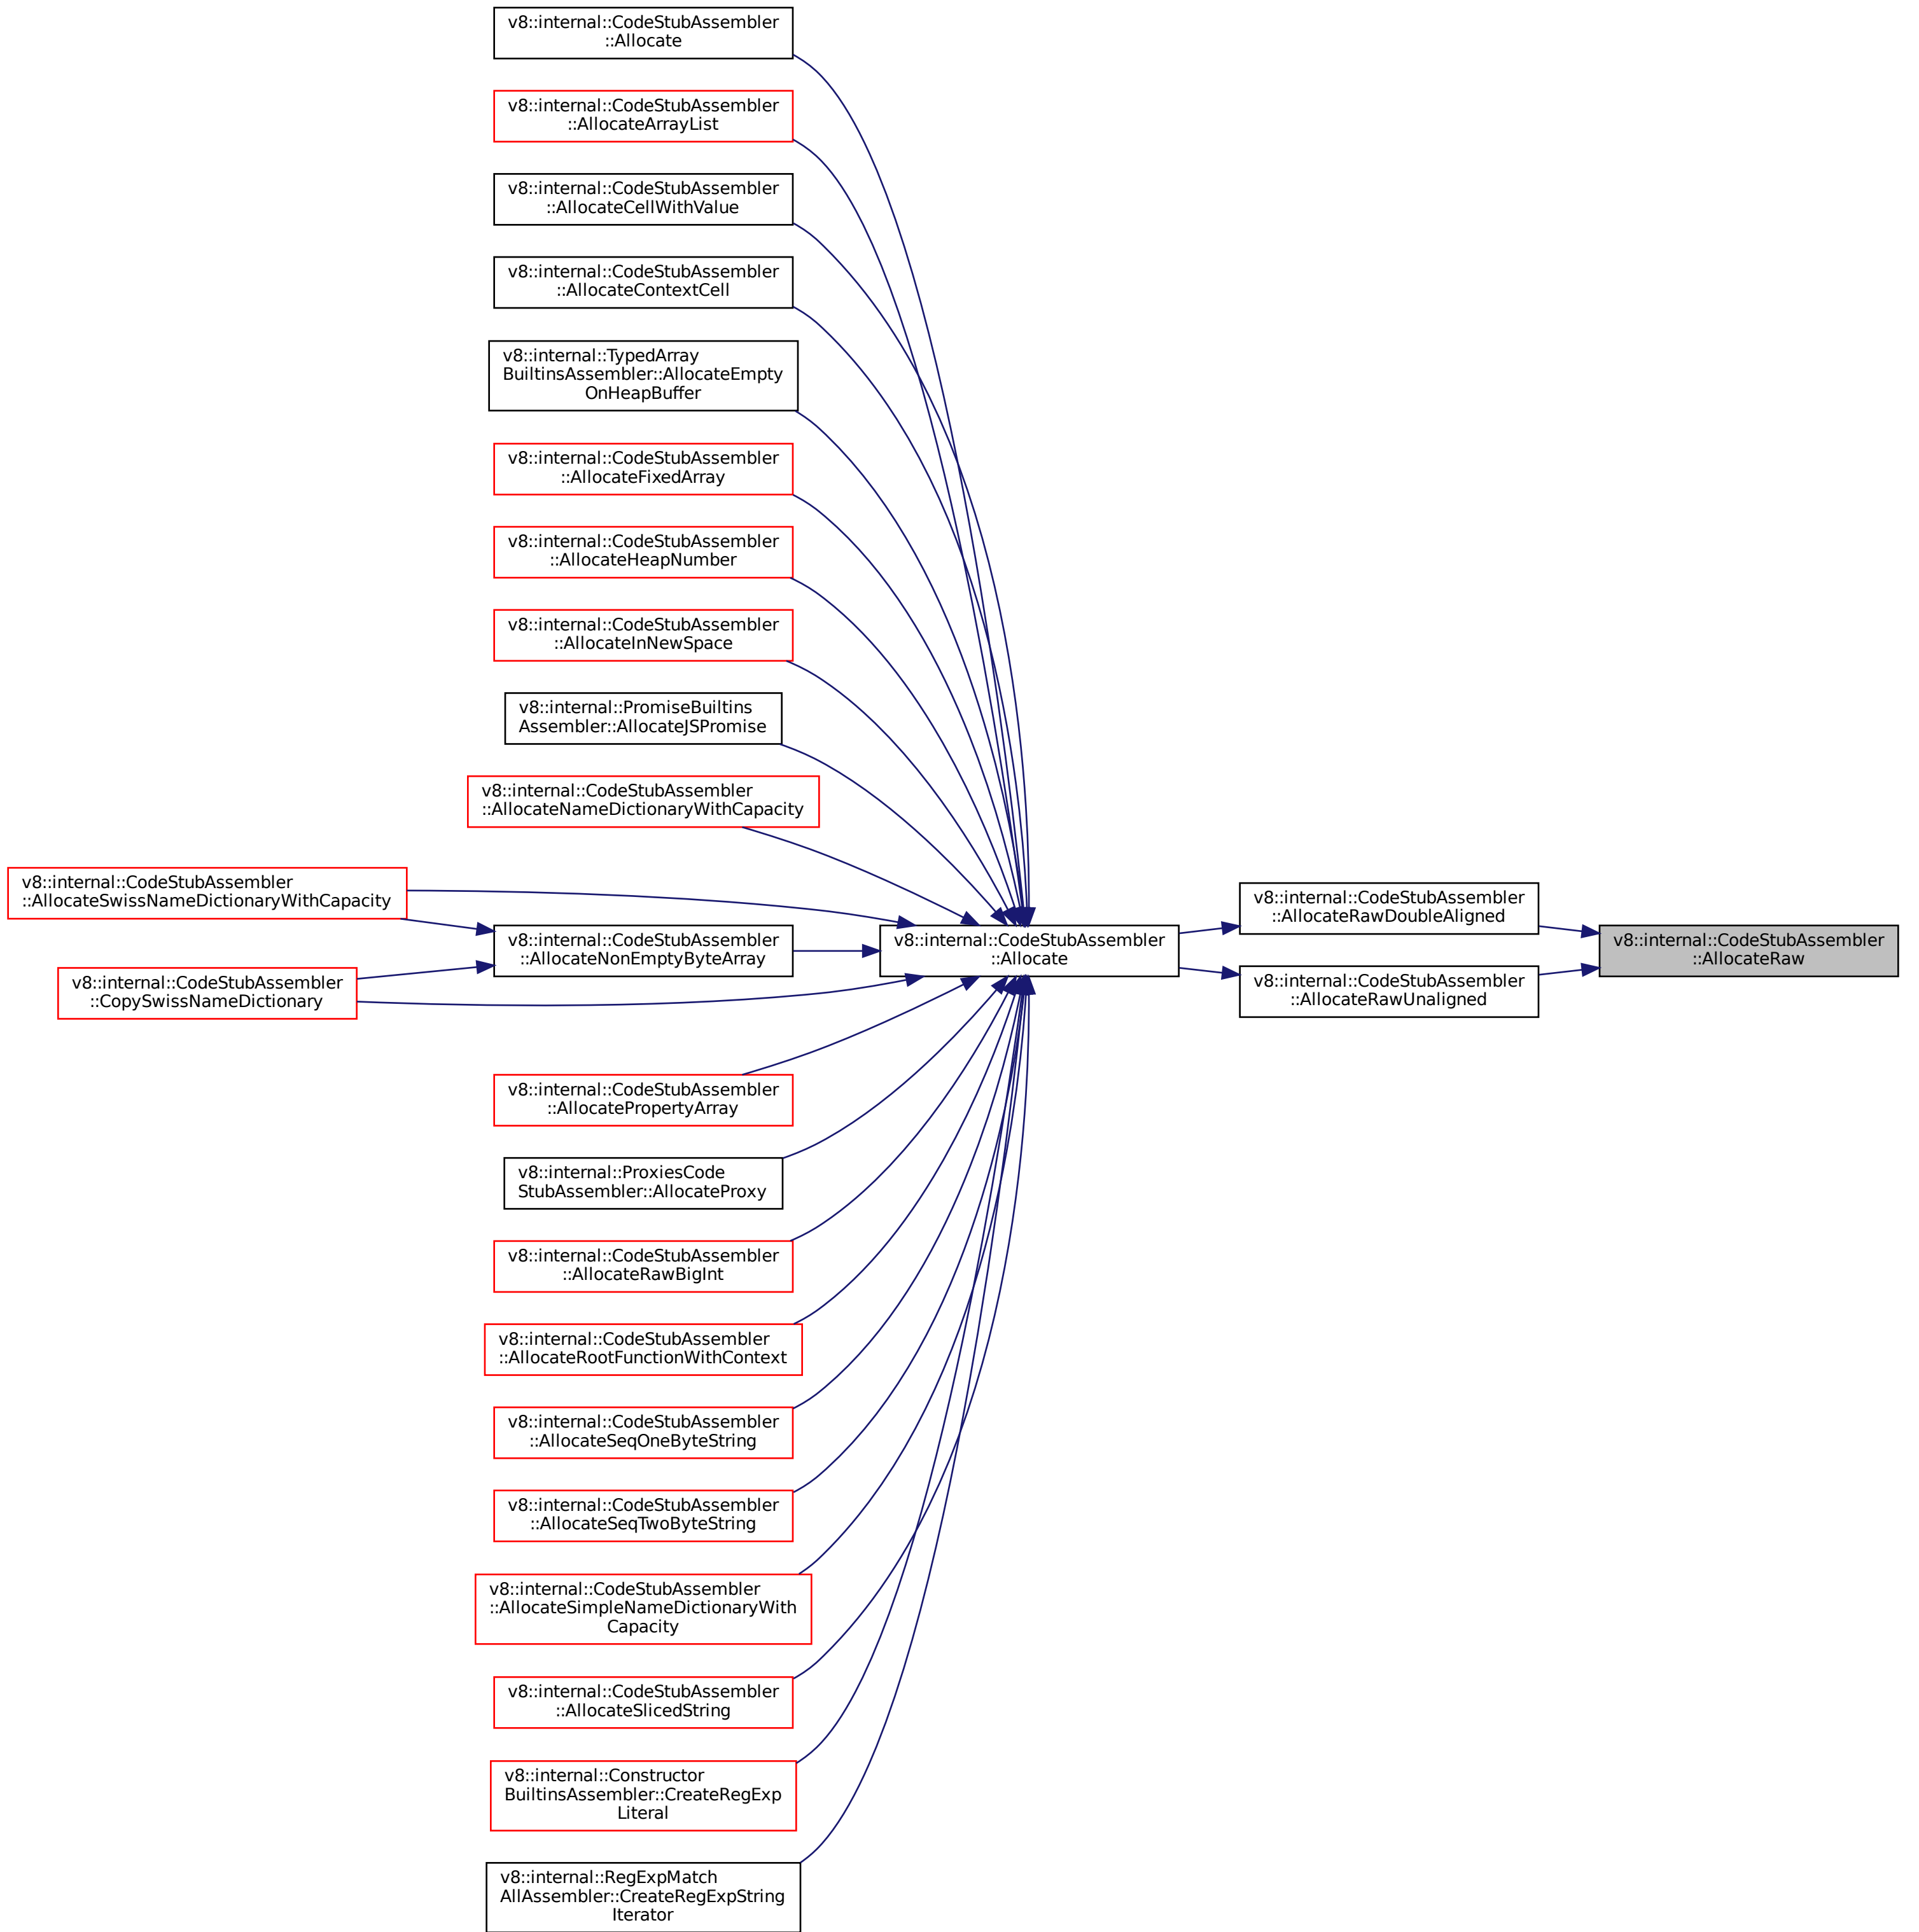 v8::internal::CodeStubAssembler
::Allocate
v8::internal::CodeStubAssembler
::AllocateArrayList
v8::internal::CodeStubAssembler
::AllocateCellWithValue
v8::internal::CodeStubAssembler
::AllocateContextCell
v8::internal::TypedArray
BuiltinsAssembler::AllocateEmpty
OnHeapBuffer
v8::internal::CodeStubAssembler
::AllocateFixedArray
v8::internal::CodeStubAssembler
::AllocateHeapNumber
v8::internal::CodeStubAssembler
::AllocateInNewSpace
v8::internal::PromiseBuiltins
Assembler::AllocateJSPromise
v8::internal::CodeStubAssembler
::AllocateNameDictionaryWithCapacity
v8::internal::CodeStubAssembler
::AllocateSwissNameDictionaryWithCapacity
v8::internal::CodeStubAssembler
::AllocateNonEmptyByteArray
v8::internal::CodeStubAssembler
::CopySwissNameDictionary
v8::internal::CodeStubAssembler
::Allocate
v8::internal::CodeStubAssembler
::AllocateRawDoubleAligned
v8::internal::CodeStubAssembler
::AllocateRawUnaligned
v8::internal::CodeStubAssembler
::AllocateRaw
v8::internal::CodeStubAssembler
::AllocatePropertyArray
v8::internal::ProxiesCode
StubAssembler::AllocateProxy
v8::internal::CodeStubAssembler
::AllocateRawBigInt
v8::internal::CodeStubAssembler
::AllocateRootFunctionWithContext
v8::internal::CodeStubAssembler
::AllocateSeqOneByteString
v8::internal::CodeStubAssembler
::AllocateSeqTwoByteString
v8::internal::CodeStubAssembler
::AllocateSimpleNameDictionaryWith
Capacity
v8::internal::CodeStubAssembler
::AllocateSlicedString
v8::internal::Constructor
BuiltinsAssembler::CreateRegExp
Literal
v8::internal::RegExpMatch
AllAssembler::CreateRegExpString
Iterator